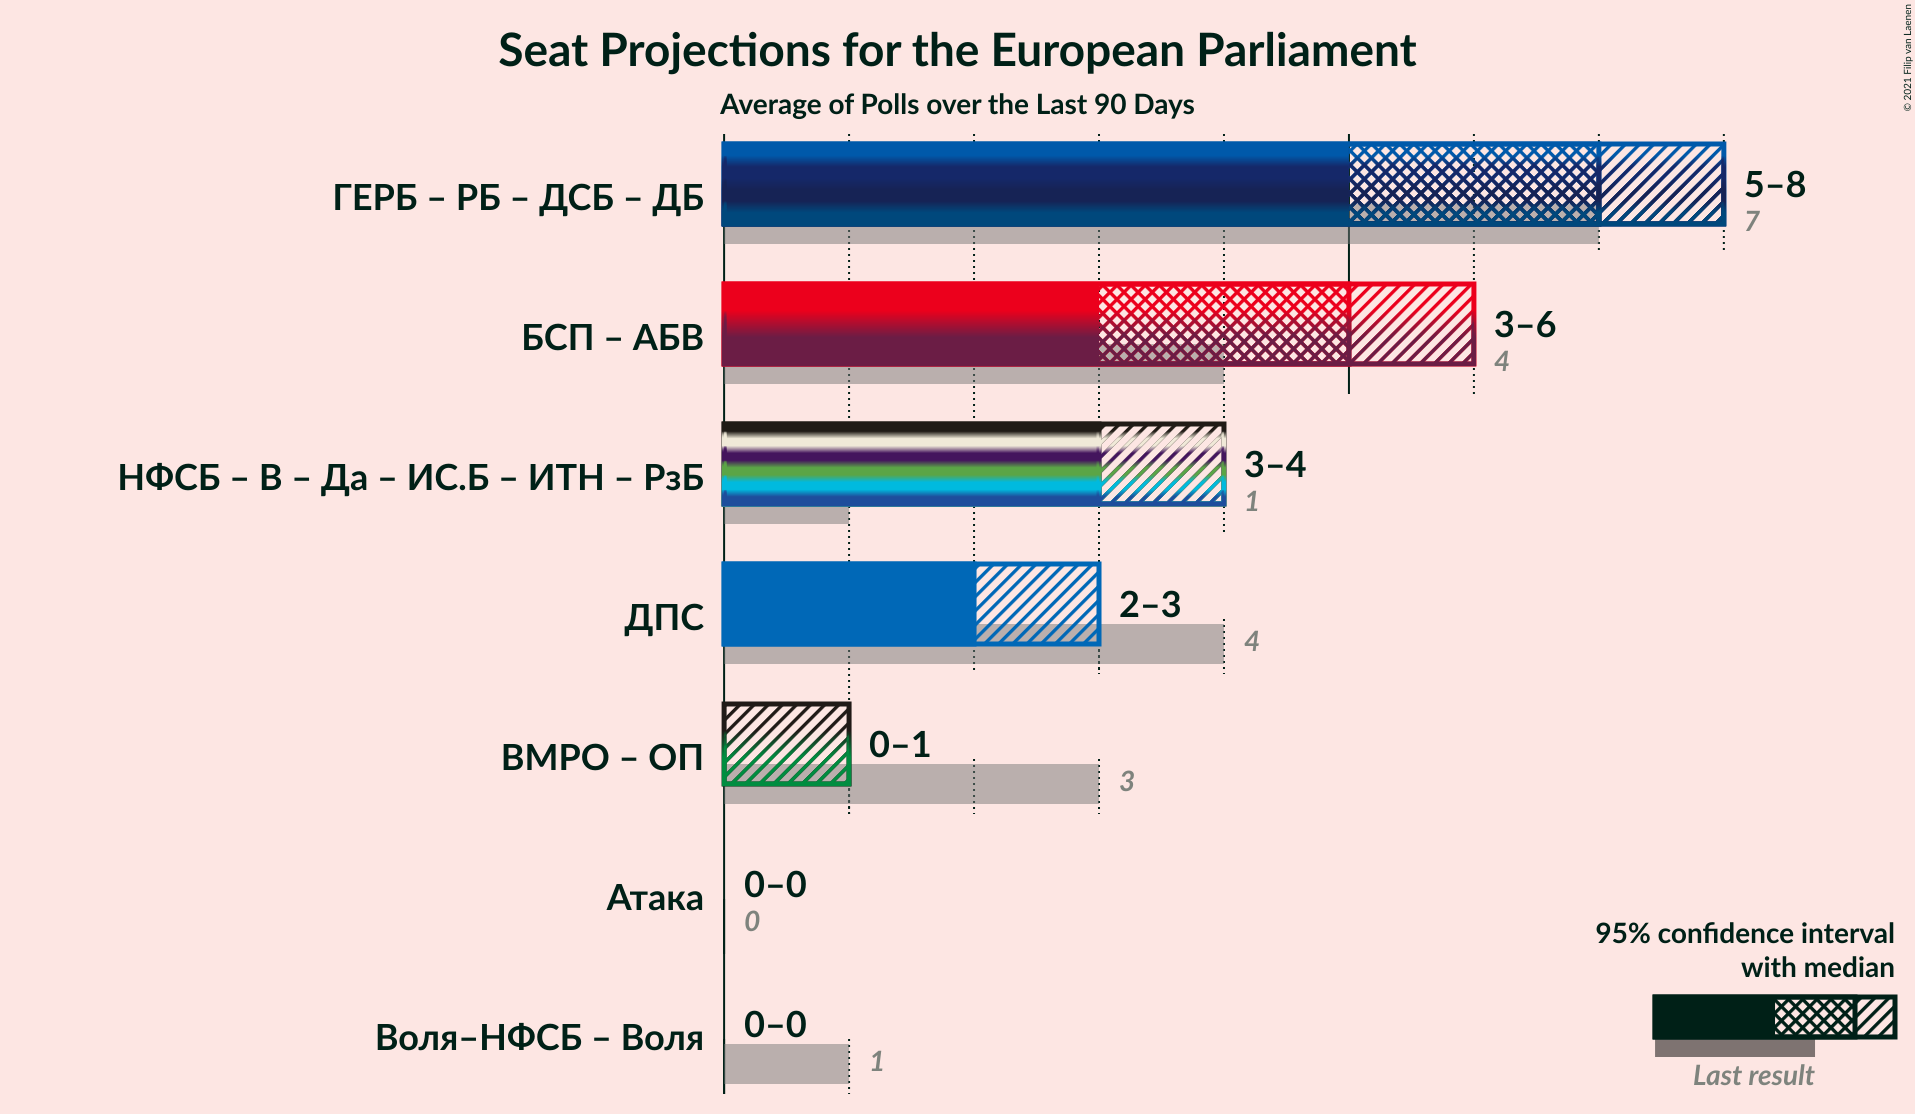 Seat Projections for the European Parliament
Average of Polls over the Last 90 Days
© 2021 Filip van Laenen
ГЕРБ – РБ – ДСБ – ДБ
5–8
7
БСП – АБВ
3–6
4
НФСБ – В – Да – ИС.Б – ИТН – РзБ
3–4
1
ДПС
2–3
4
ВМРО – ОП
0–1
3
Атака
0–0
0
Воля–НФСБ – Воля
0–0
1
95% confidence interval
with median
Last result